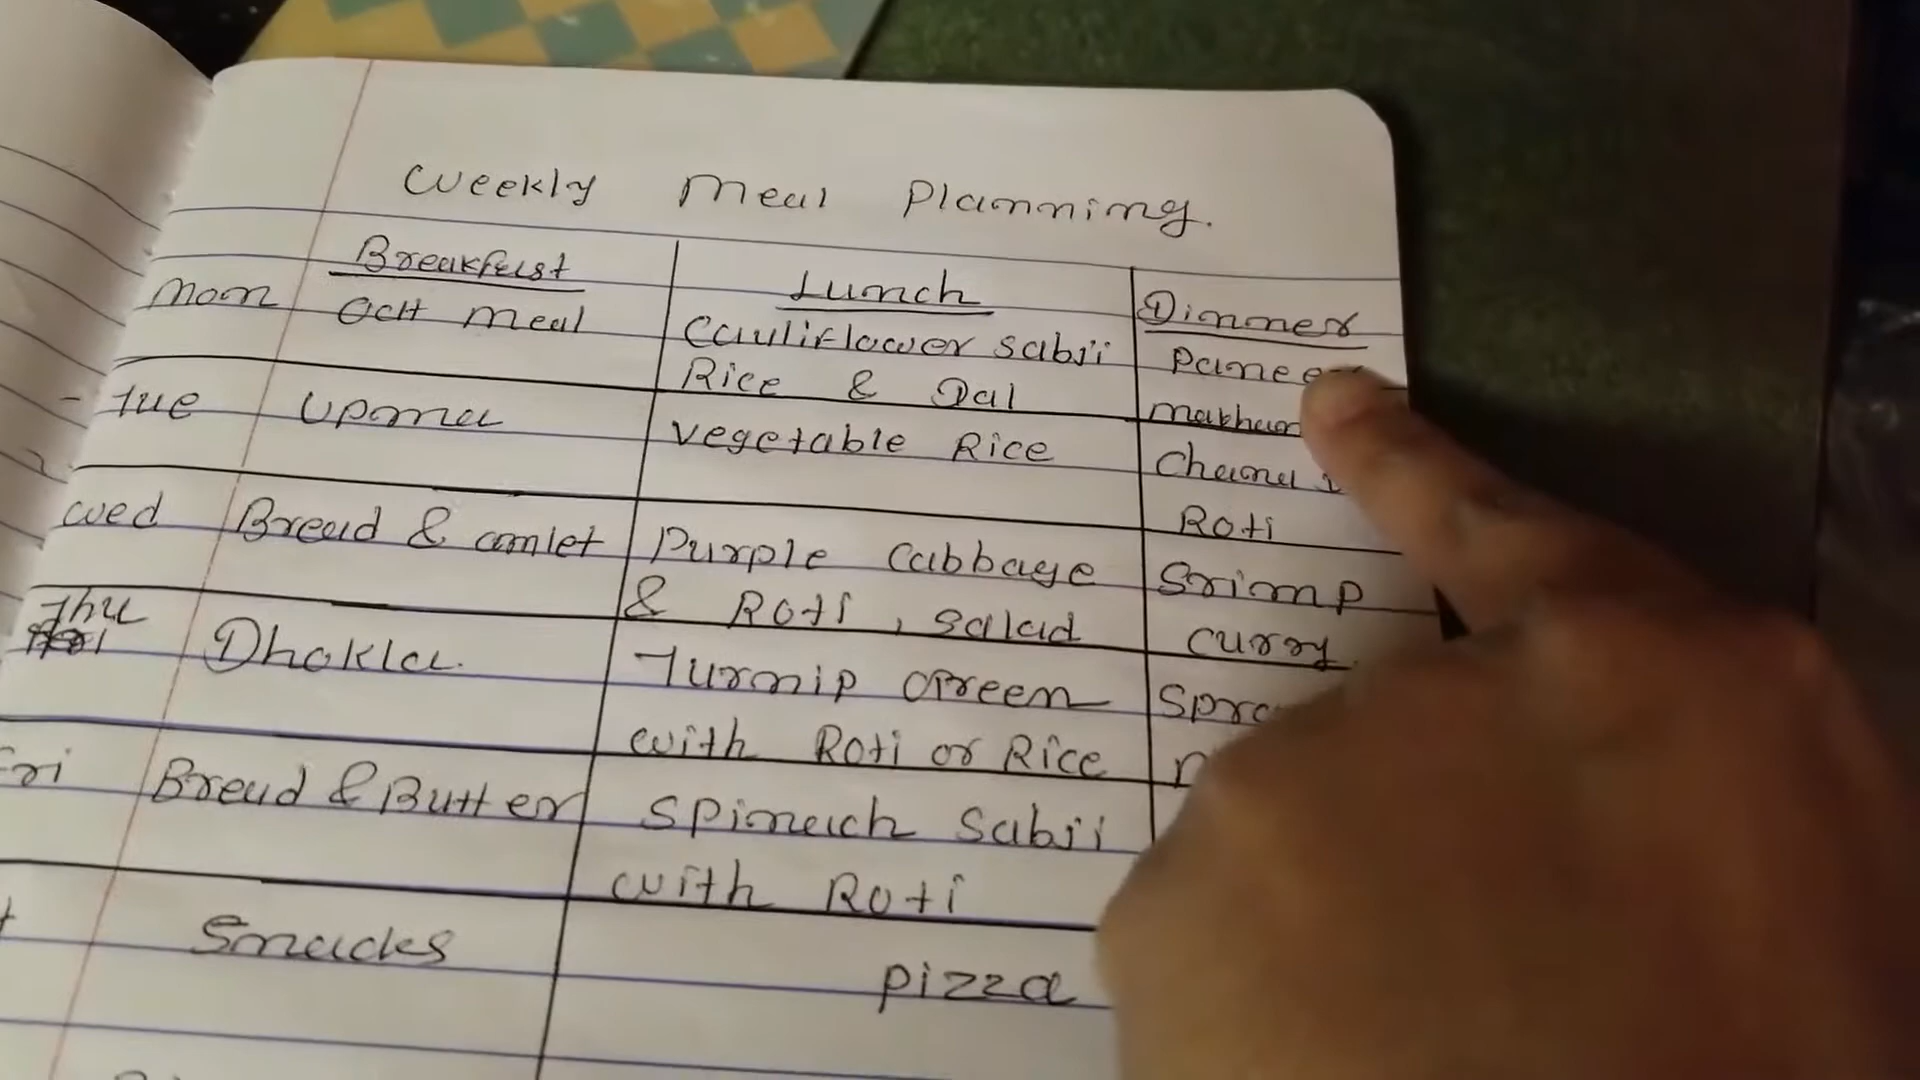 Weekly Meal Planning.
Breakfast Lunch Dinner
Mon Oat meal Cauliflower sabji Paneer
Rice & Dal makhan
Tue Upma Vegetable Rice Chana
Roti
Wed Bread & omlet Purple Cabbage Srimp
& Roti, salad curry.
Thu Dhokla. Turnip Green
with Roti or Rice
Fri Bread & Butter Spinach Sabji
with Roti
Snacks Pizza